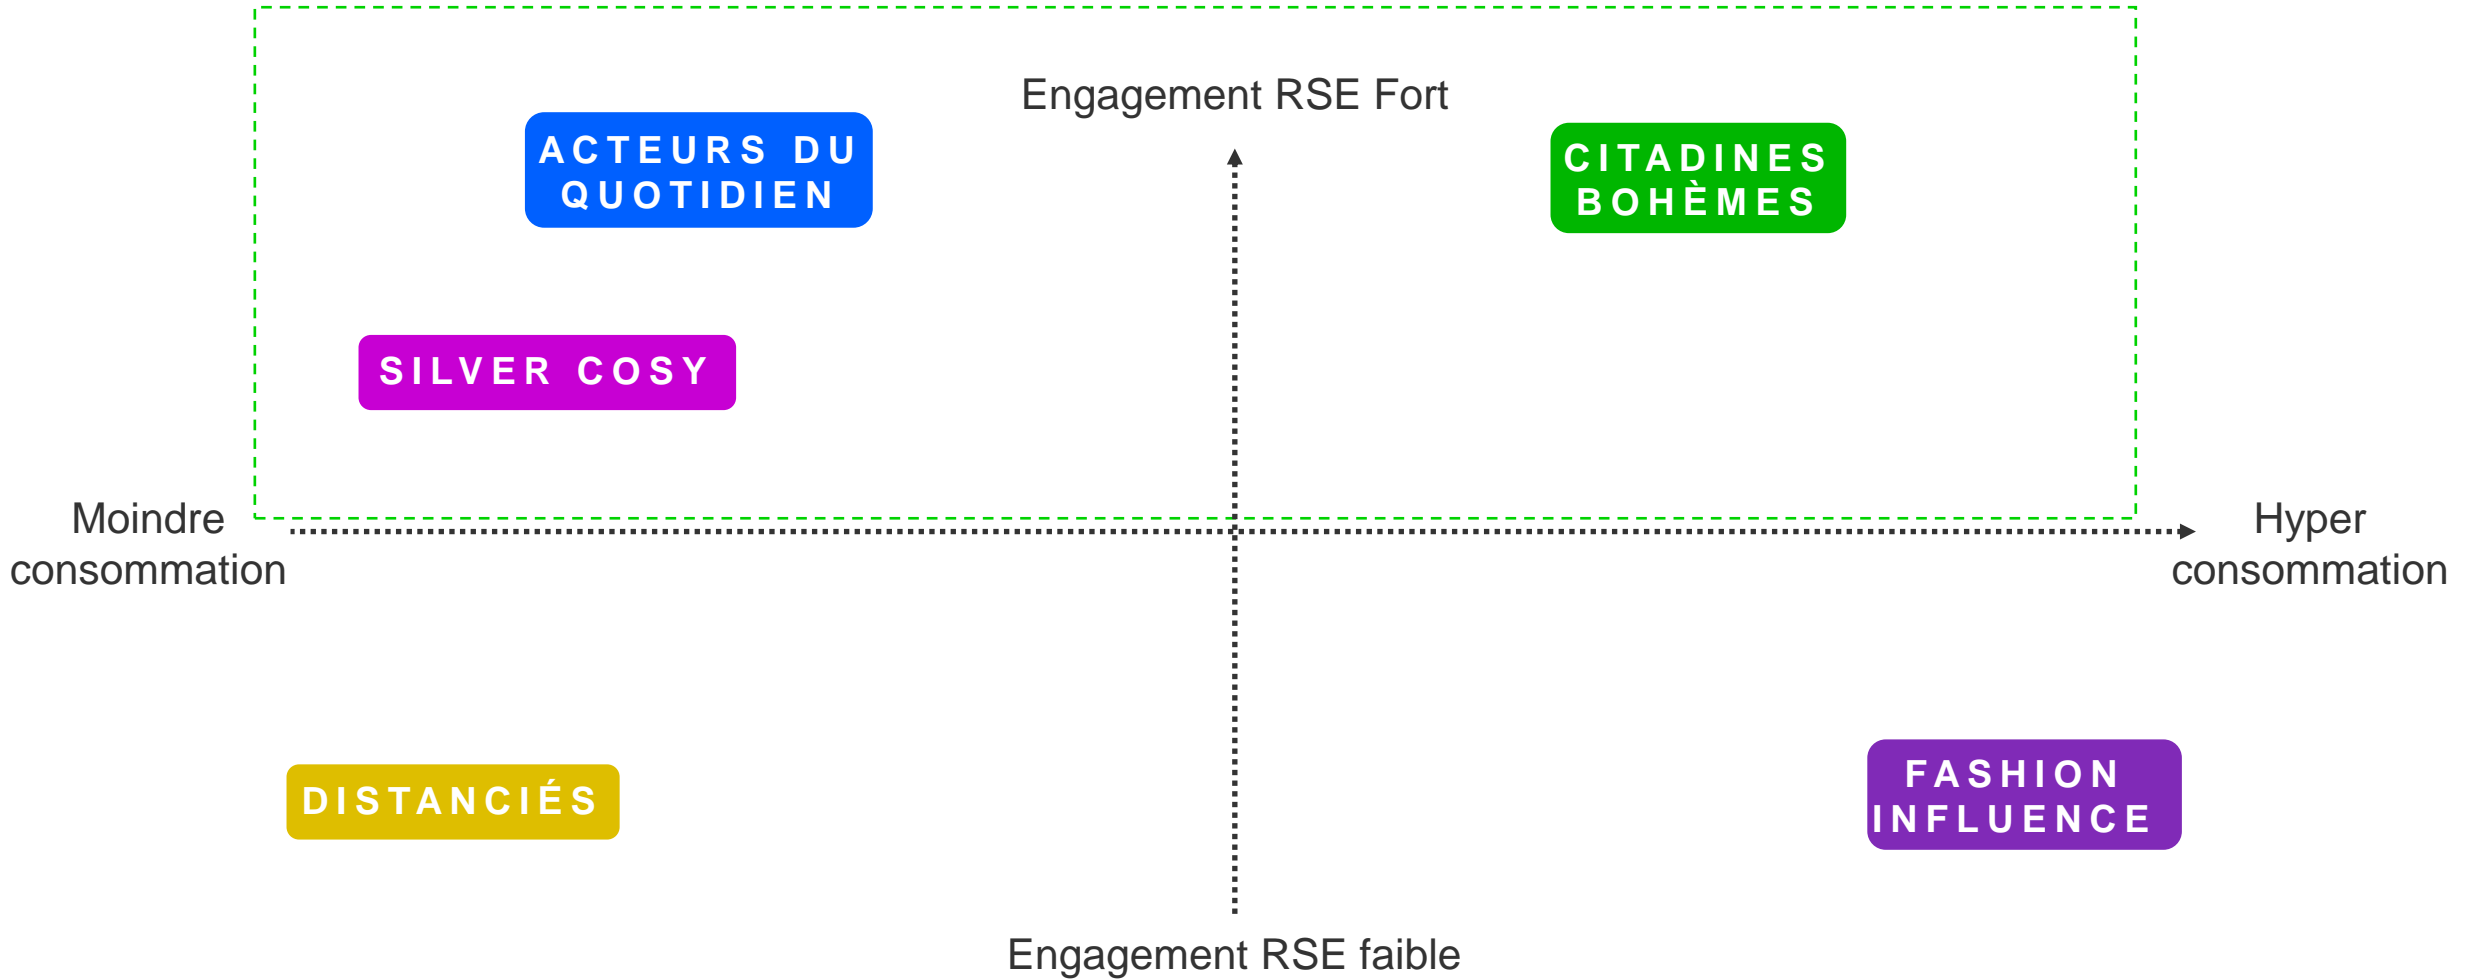 Engagement RSE Fort
ACTEURS DU
QUOTIDIEN
CITADINES
BOHÈMES
SILVER COSY
Moindre
consommation
Hyper
consommation
DISTANCIÉS
FASHION
INFLUENCE
Engagement RSE faible